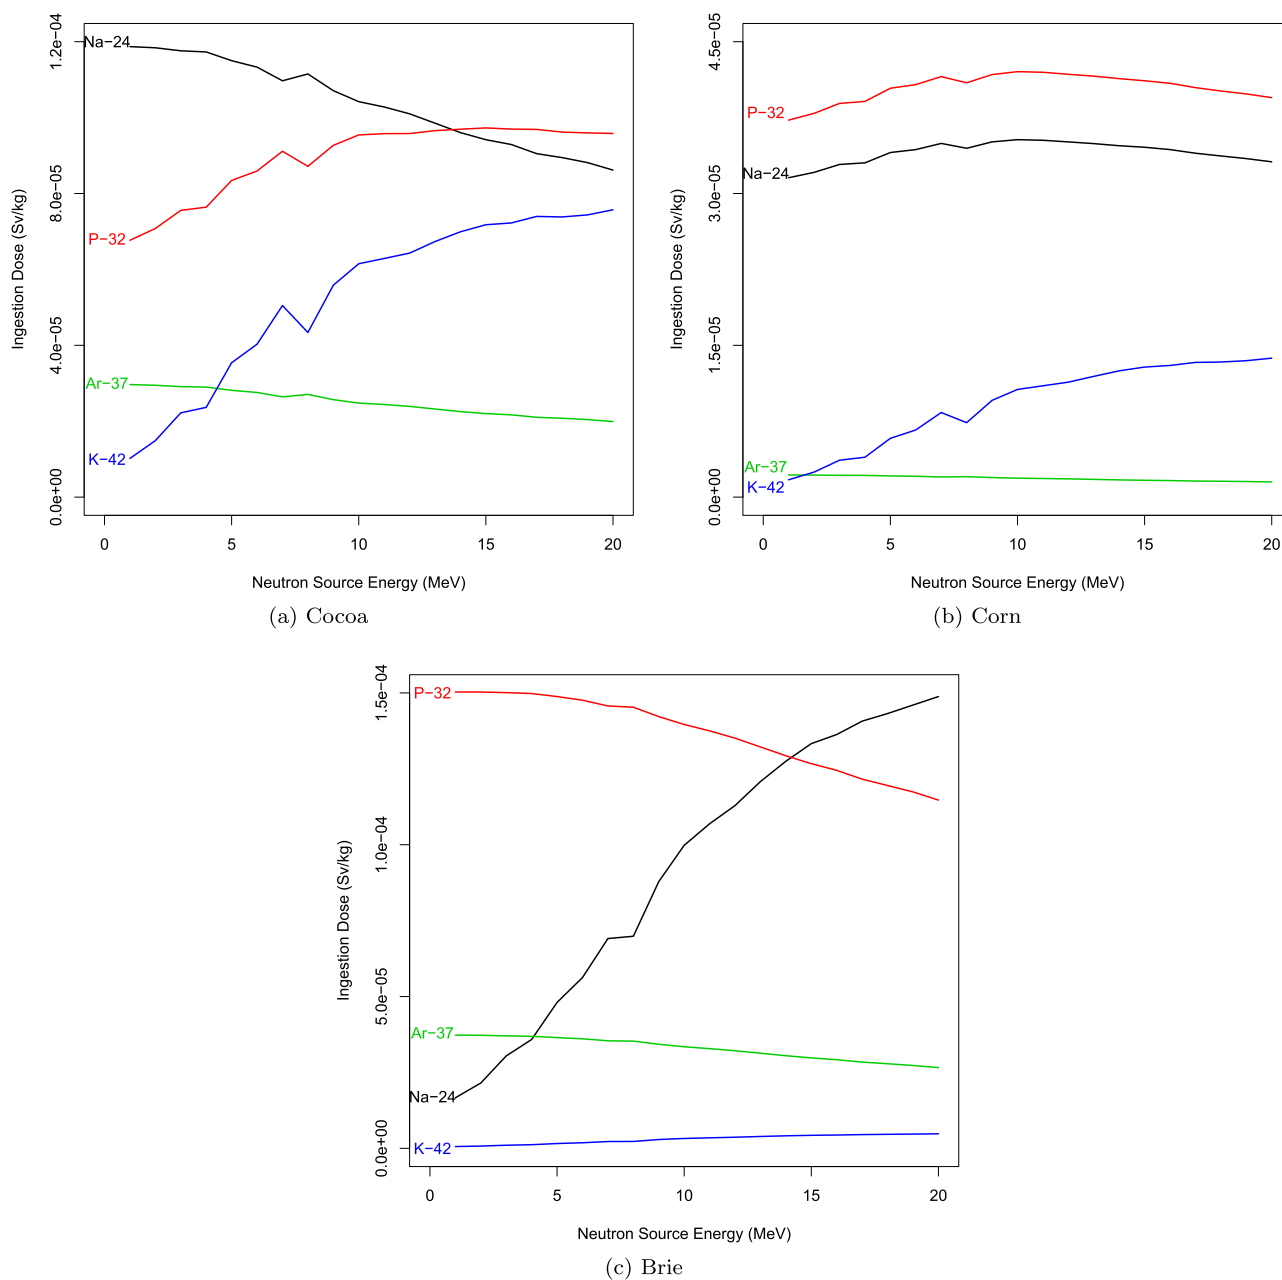 Ingestion Dose (Sv/kg)
1.2e−04
8.0e−05
4.0e−05
0.0e+00
Na−24
P−32
Ar−37
K−42
0 5 10 15 20
Neutron Source Energy (MeV)
(a) Cocoa
Ingestion Dose (Sv/kg)
4.5e−05
3.0e−05
1.5e−05
0.0e+00
P−32
Na−24
Ar−37
K−42
0 5 10 15 20
Neutron Source Energy (MeV)
(b) Corn
Ingestion Dose (Sv/kg)
1.5e−04
1.0e−04
5.0e−05
0.0e+00
P−32
Ar−37
Na−24
K−42
0 5 10 15 20
Neutron Source Energy (MeV)
(c) Brie